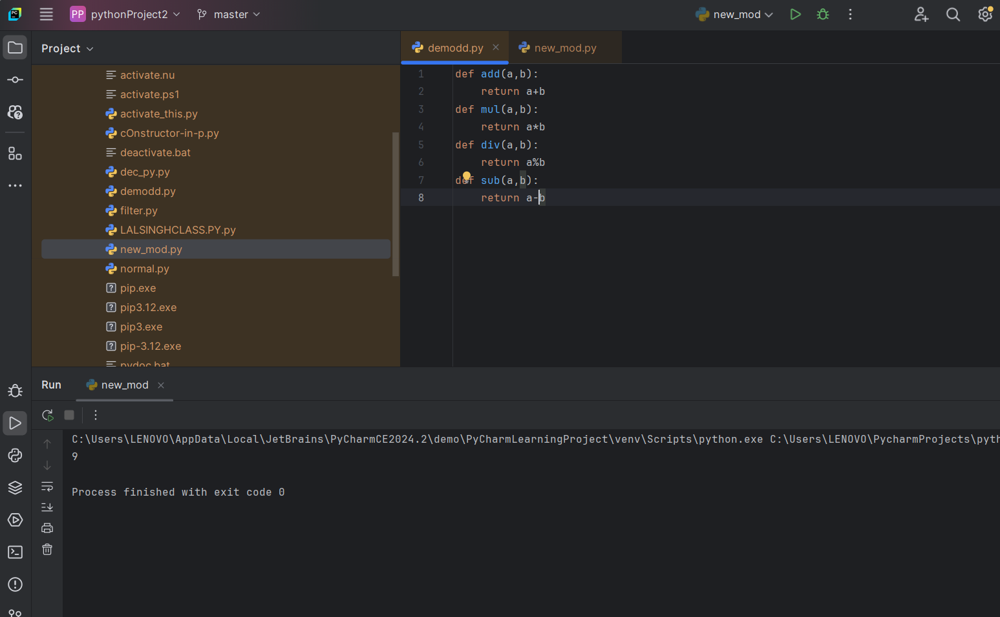 PC
PP pythonProject2 master new_mod
Project
demodd.py new_mod.py
activate.nu
activate.ps1
activate_this.py
cOnstructor-in-p.py
deactivate.bat
dec_py.py
demodd.py
filter.py
LALSINGHCLASS.PY.py
new_mod.py
normal.py
pip.exe
pip3.12.exe
pip3.exe
pip-3.12.exe
pydoc.bat
1 def add(a,b):
2 return a+b
3 def mul(a,b):
4 return a*b
5 def div(a,b):
6 return a%b
7 def sub(a,b):
8 return a-b
Run new_mod
C:\Users\LENOVO\AppData\Local\JetBrains\PyCharmCE2024.2\demo\PyCharmLearningProject\venv\Scripts\python.exe C:\Users\LENOVO\PycharmProjects\pyth
9
Process finished with exit code 0